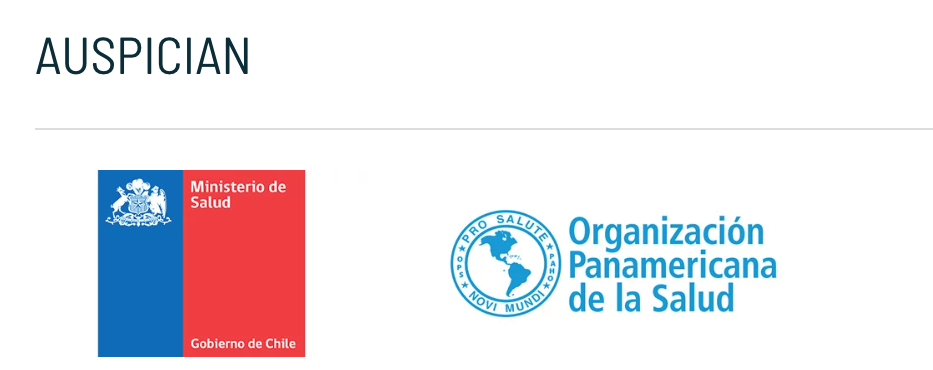 AUSPICIAN
Ministerio de
Salud
Gobierno de Chile
PRO SALUTE
OPS
PAHO
NOVI MUNDI
Organización
Panamericana
de la Salud